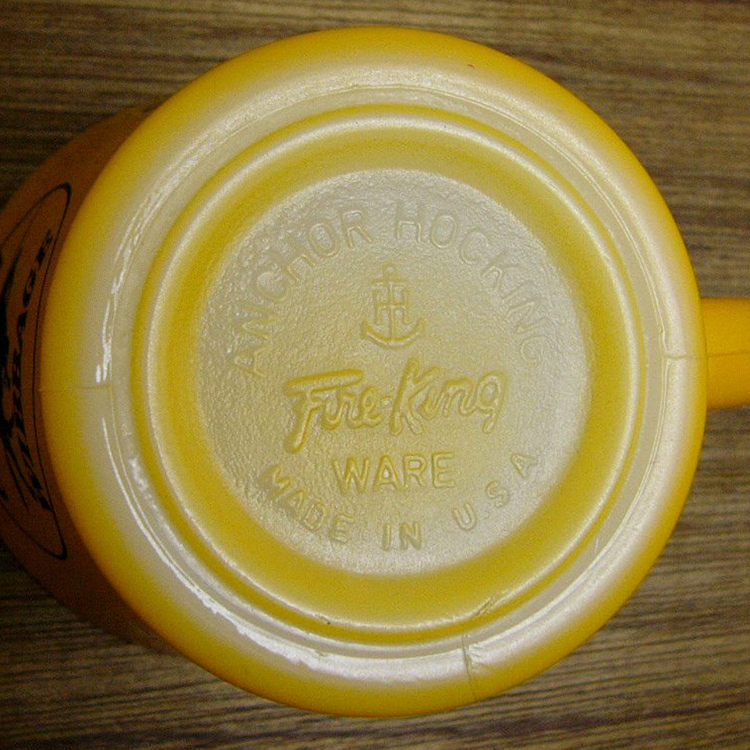 ANCHOR HOCKING
H
Fire-King
WARE
MADE IN U.S.A.